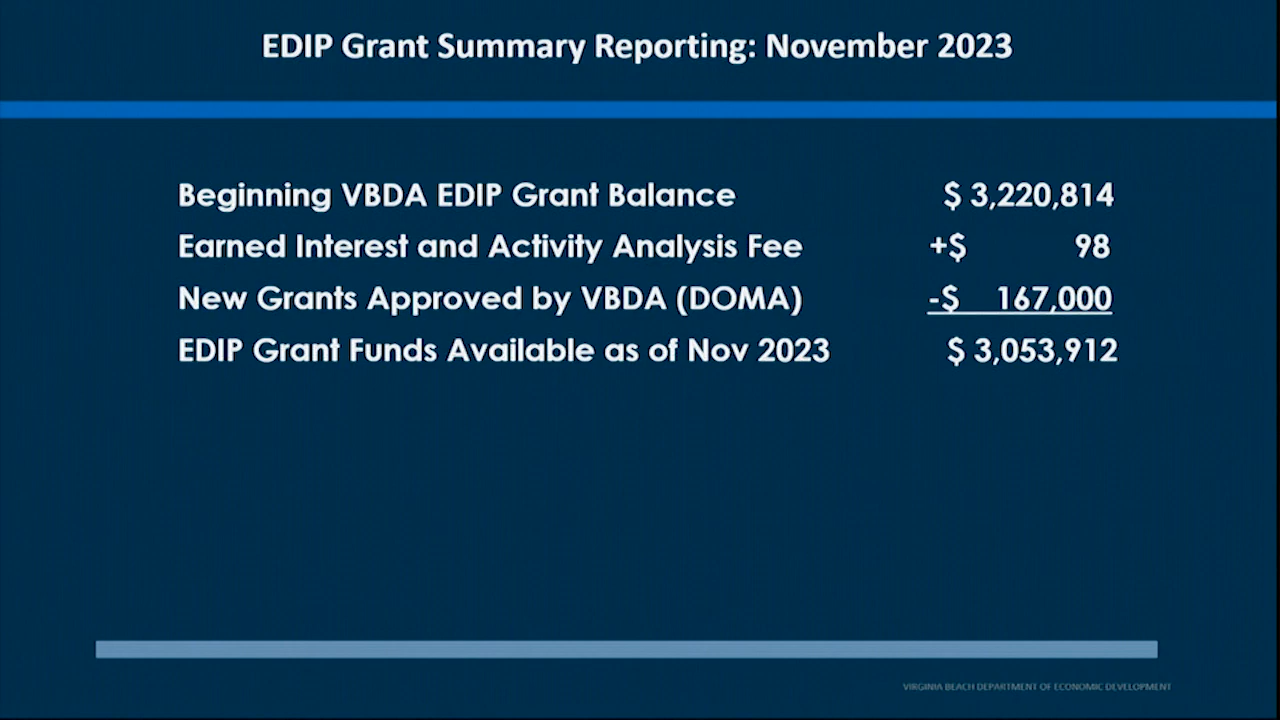 EDIP Grant Summary Reporting: November 2023
Beginning VBDA EDIP Grant Balance $ 3,220,814
Earned Interest and Activity Analysis Fee +$ 98
New Grants Approved by VBDA (DOMA) -$ 167,000
EDIP Grant Funds Available as of Nov 2023 $ 3,053,912
VIRGINIA BEACH DEPARTMENT OF ECONOMIC DEVELOPMENT